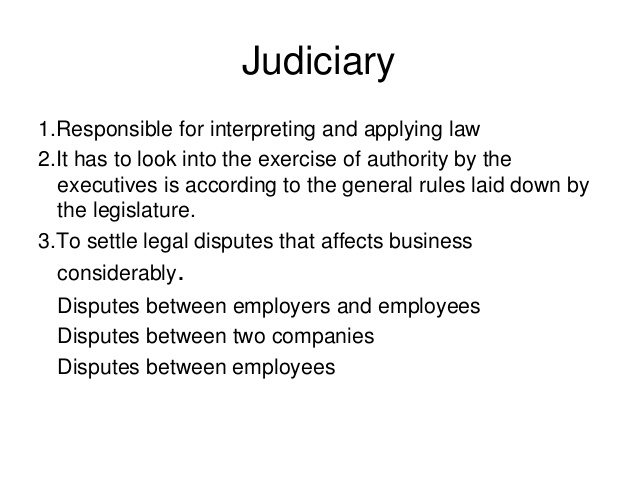 Judiciary
1.Responsible for interpreting and applying law
2.It has to look into the exercise of authority by the
executives is according to the general rules laid down by
the legislature.
3.To settle legal disputes that affects business
considerably.
Disputes between employers and employees
Disputes between two companies
Disputes between employees